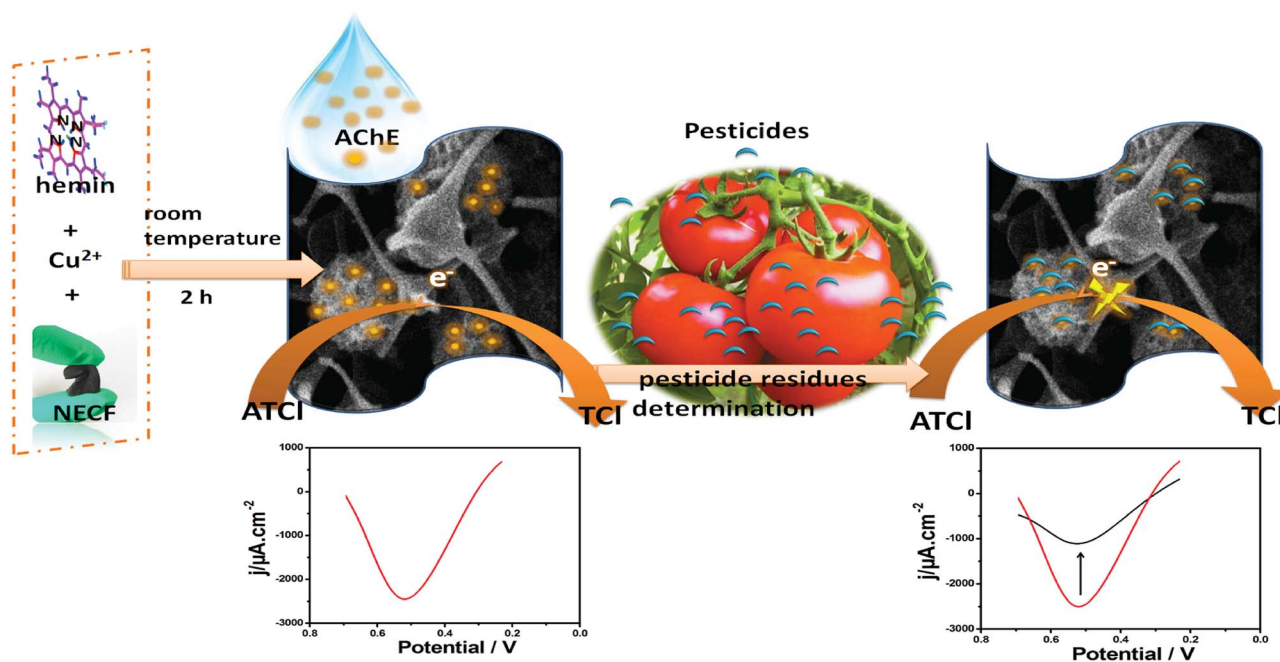 N
N
N
N
hemin
+
Cu²⁺
+
NECF
room
temperature
2 h
AChE
e⁻
ATCl
TCl
Pesticides
pesticide residues
determination
e⁻
ATCl
TCl
1000
0
-1000
-2000
-3000
j/µA.cm⁻²
0.8
0.6
0.4
0.2
0.0
Potential / V
1000
0
-1000
-2000
-3000
j/µA.cm⁻²
0.8
0.6
0.4
0.2
0.0
Potential / V